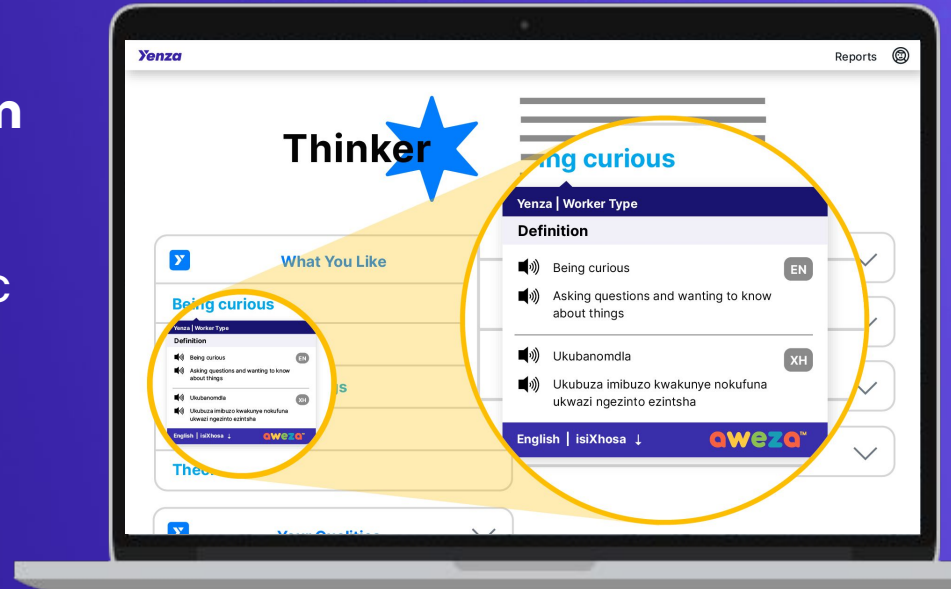 Yenza
Reports
Thinker
What You Like
Being curious
Yenza | Worker Type
Definition
Being curious
EN
Asking questions and wanting to know
about things
Ukubanomdla
XH
Ukubuza imibuzo kwakunye nokufuna
ukwazi ngezinto ezintsha
English | isiXhosa ↓
aweza™
ing curious
Yenza | Worker Type
Definition
Being curious
EN
Asking questions and wanting to know
about things
Ukubanomdla
XH
Ukubuza imibuzo kwakunye nokufuna
ukwazi ngezinto ezintsha
English | isiXhosa ↓
aweza™